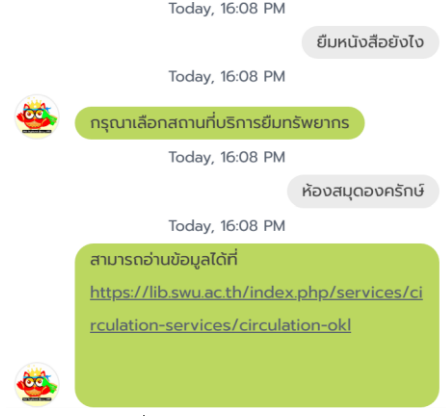 Today, 16:08 PM
ยืมหนังสือยังไง
Today, 16:08 PM
กรุณาเลือกสถานที่บริการยืมทรัพยากร
Today, 16:08 PM
ห้องสมุดองครักษ์
Today, 16:08 PM
สามารถอ่านข้อมูลได้ที่
https://lib.swu.ac.th/index.php/services/ci
rculation-services/circulation-okl